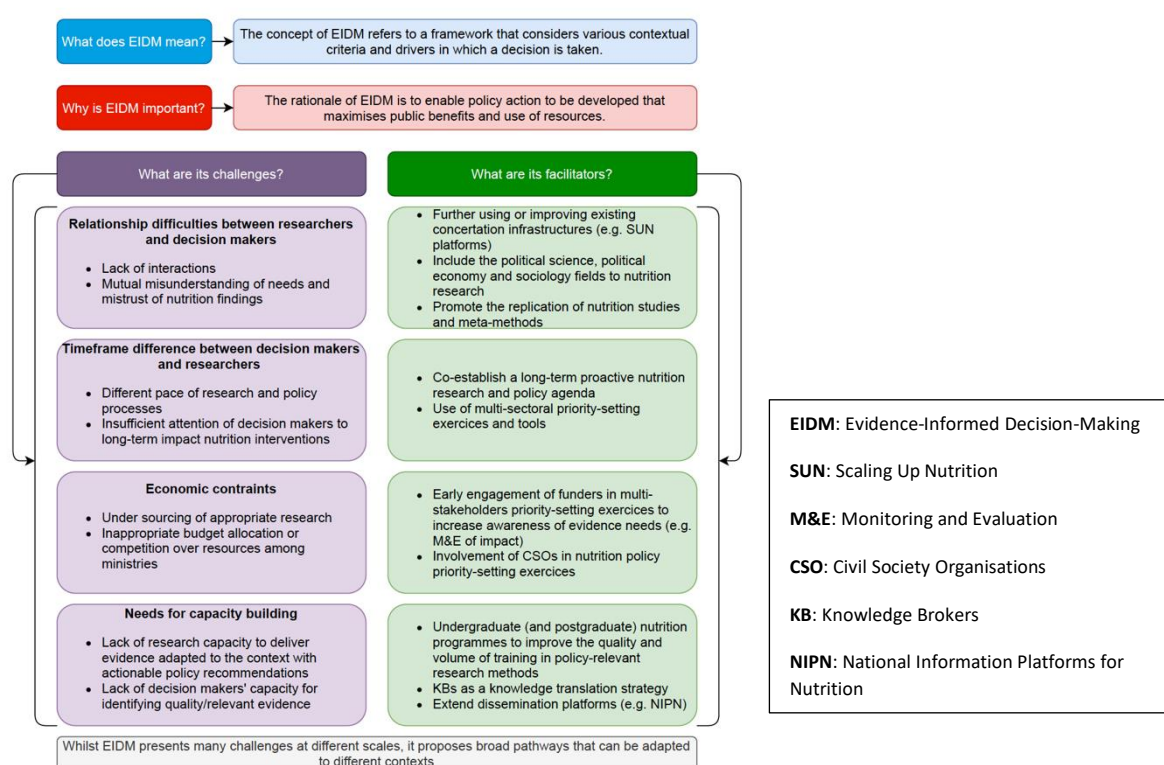 What does EIDM mean?
The concept of EIDM refers to a framework that considers various contextual
criteria and drivers in which a decision is taken.
Why is EIDM important?
The rationale of EIDM is to enable policy action to be developed that
maximises public benefits and use of resources.
What are its challenges?
What are its facilitators?
Relationship difficulties between researchers
and decision makers
• Lack of interactions
• Mutual misunderstanding of needs and
mistrust of nutrition findings
• Further using or improving existing
concertation infrastructures (e.g. SUN
platforms)
• Include the political science, political
economy and sociology fields to nutrition
research
• Promote the replication of nutrition studies
and meta-methods
Timeframe difference between decision makers
and researchers
• Different pace of research and policy
processes
• Insufficient attention of decision makers to
long-term impact nutrition interventions
• Co-establish a long-term proactive nutrition
research and policy agenda
• Use of multi-sectoral priority-setting
exercices and tools
Economic contraints
• Under sourcing of appropriate research
• Inappropriate budget allocation or
competition over resources among
ministries
• Early engagement of funders in multi-
stakeholders priority-setting exercices to
increase awareness of evidence needs (e.g.
M&E of impact)
• Involvement of CSOs in nutrition policy
priority-setting exercices
Needs for capacity building
• Lack of research capacity to deliver
evidence adapted to the context with
actionable policy recommendations
• Lack of decision makers' capacity for
identifying quality/relevant evidence
• Undergraduate (and postgraduate) nutrition
programmes to improve the quality and
volume of training in policy-relevant
research methods
• KBs as a knowledge translation strategy
• Extend dissemination platforms (e.g. NIPN)
Whilst EIDM presents many challenges at different scales, it proposes broad pathways that can be adapted
to different contexts
EIDM: Evidence-Informed Decision-Making
SUN: Scaling Up Nutrition
M&E: Monitoring and Evaluation
CSO: Civil Society Organisations
KB: Knowledge Brokers
NIPN: National Information Platforms for
Nutrition